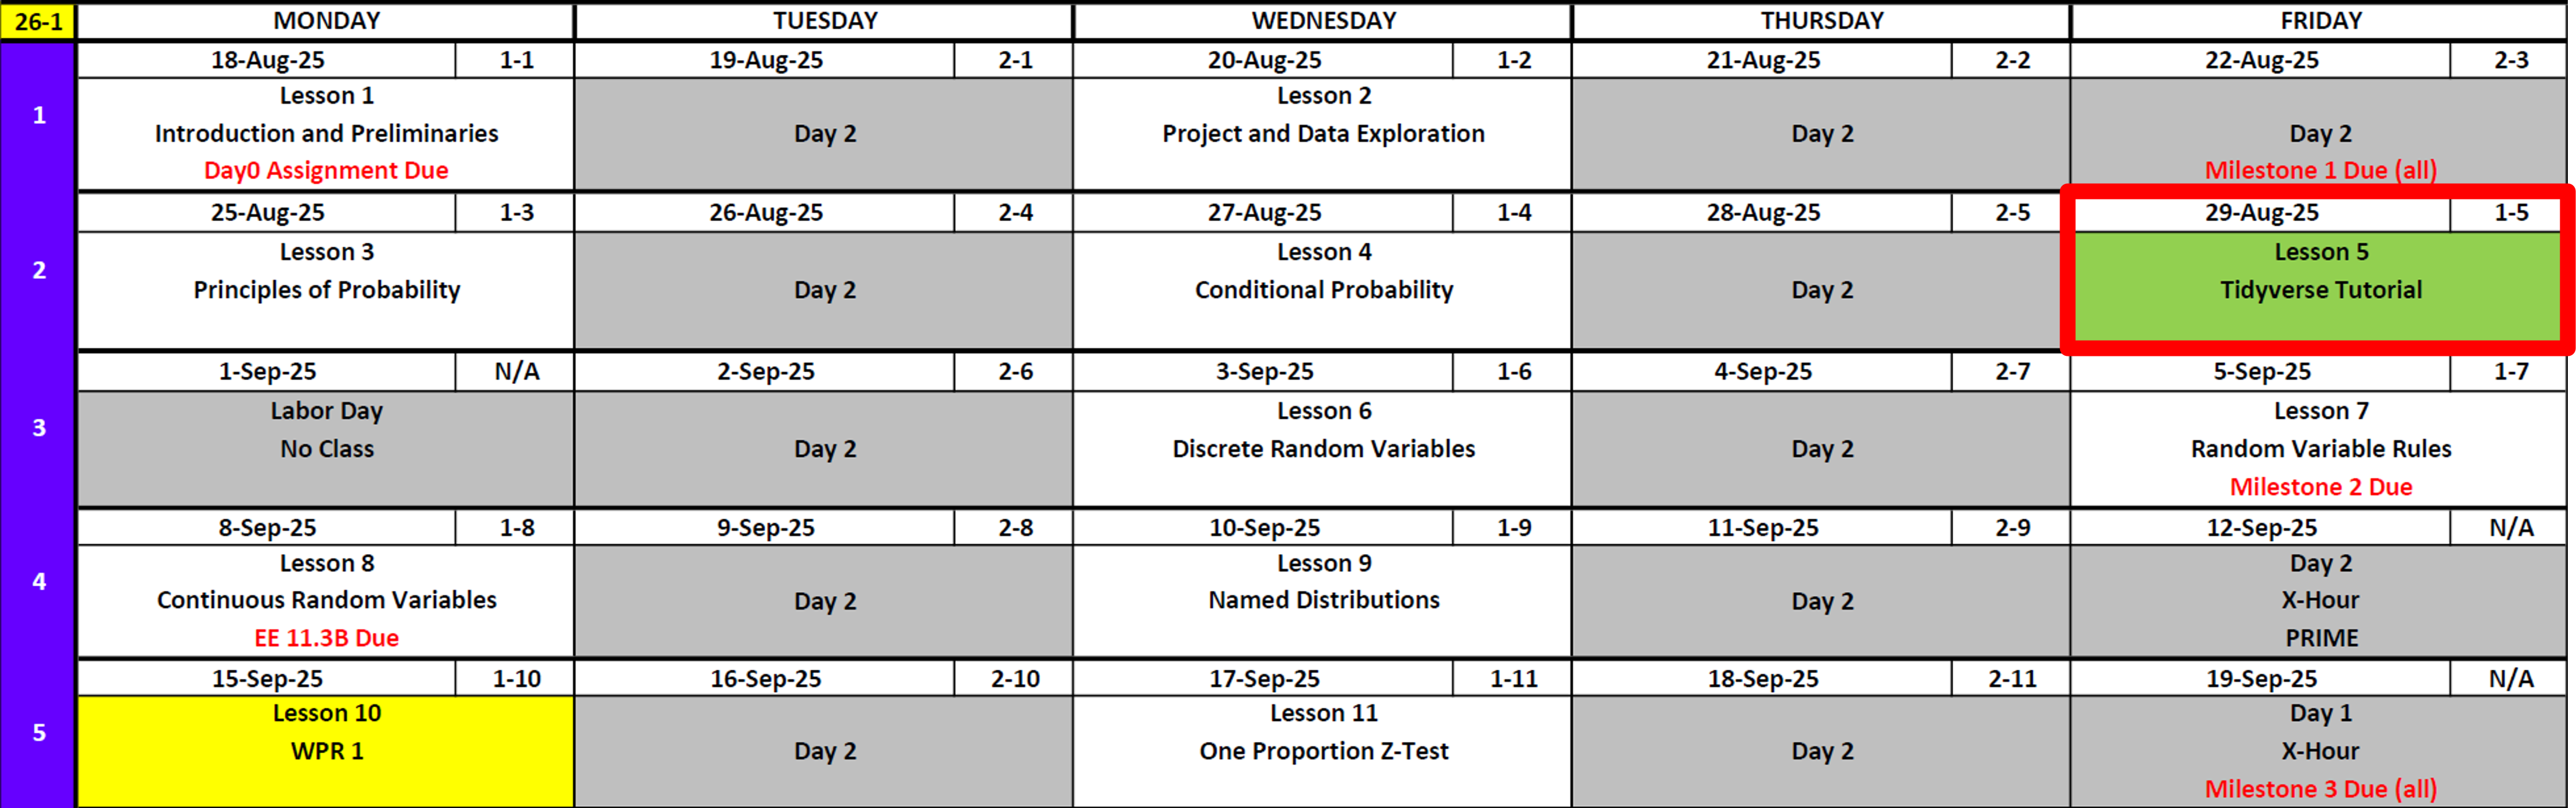 26-1 MONDAY TUESDAY WEDNESDAY THURSDAY FRIDAY
18-Aug-25 1-1 19-Aug-25 2-1 20-Aug-25 1-2 21-Aug-25 2-2 22-Aug-25 2-3
1
Lesson 1
Introduction and Preliminaries
Day0 Assignment Due
Day 2
Lesson 2
Project and Data Exploration
Day 2
Day 2
Milestone 1 Due (all)
25-Aug-25 1-3 26-Aug-25 2-4 27-Aug-25 1-4 28-Aug-25 2-5 29-Aug-25 1-5
2
Lesson 3
Principles of Probability
Day 2
Lesson 4
Conditional Probability
Day 2
Lesson 5
Tidyverse Tutorial
1-Sep-25 N/A 2-Sep-25 2-6 3-Sep-25 1-6 4-Sep-25 2-7 5-Sep-25 1-7
3
Labor Day
No Class
Day 2
Lesson 6
Discrete Random Variables
Day 2
Lesson 7
Random Variable Rules
Milestone 2 Due
8-Sep-25 1-8 9-Sep-25 2-8 10-Sep-25 1-9 11-Sep-25 2-9 12-Sep-25 N/A
4
Lesson 8
Continuous Random Variables
EE 11.3B Due
Day 2
Lesson 9
Named Distributions
Day 2
Day 2
X-Hour
PRIME
15-Sep-25 1-10 16-Sep-25 2-10 17-Sep-25 1-11 18-Sep-25 2-11 19-Sep-25 N/A
5
Lesson 10
WPR 1
Day 2
Lesson 11
One Proportion Z-Test
Day 2
Day 1
X-Hour
Milestone 3 Due (all)